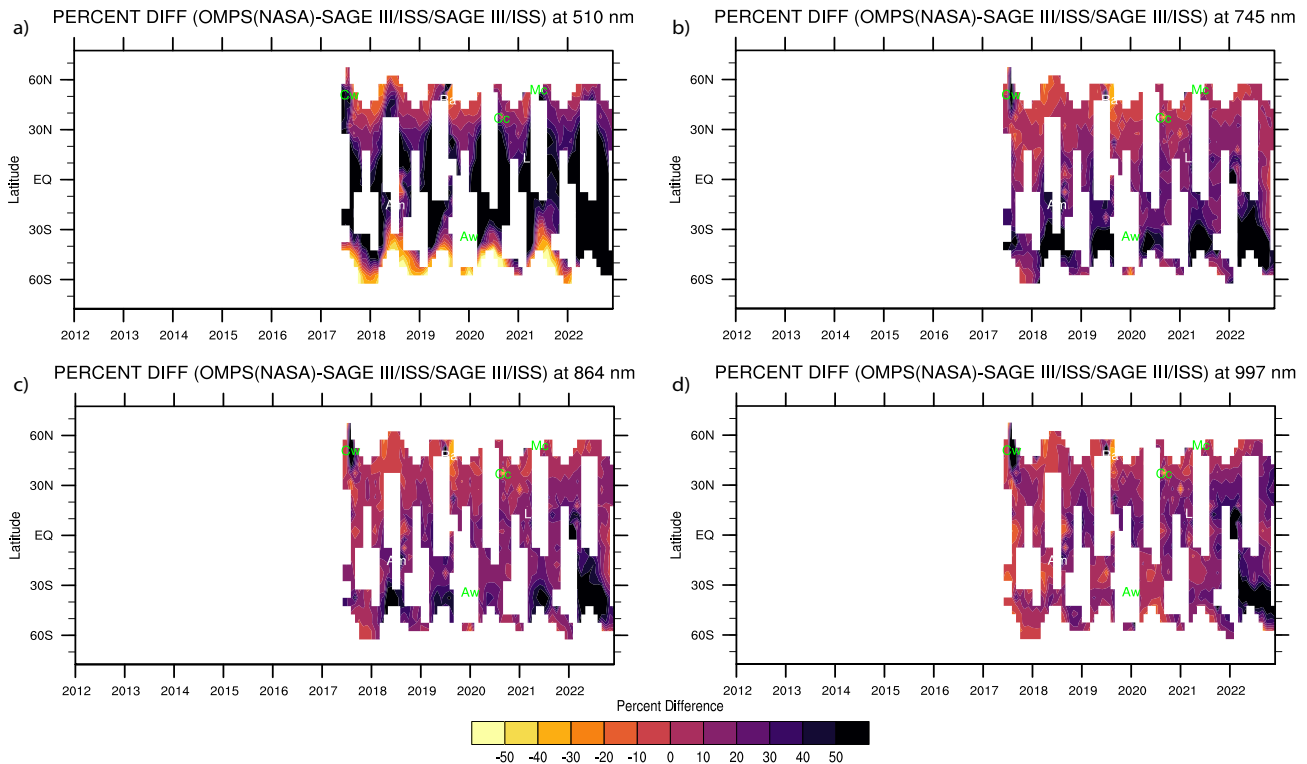 PERCENT DIFF (OMPS(NASA)-SAGE III/ISS/SAGE III/ISS) at 510 nm
a)
60N
30N
EQ
30S
60S
Latitude
Cw
Ba
Mc
Cc
L
Am
Aw
2012 2013 2014 2015 2016 2017 2018 2019 2020 2021 2022
PERCENT DIFF (OMPS(NASA)-SAGE III/ISS/SAGE III/ISS) at 745 nm
b)
60N
30N
EQ
30S
60S
Latitude
Cw
Ba
Mc
Cc
L
Am
Aw
2012 2013 2014 2015 2016 2017 2018 2019 2020 2021 2022
PERCENT DIFF (OMPS(NASA)-SAGE III/ISS/SAGE III/ISS) at 864 nm
c)
60N
30N
EQ
30S
60S
Latitude
Cw
Mc
Cc
L
Am
Aw
2012 2013 2014 2015 2016 2017 2018 2019 2020 2021 2022
PERCENT DIFF (OMPS(NASA)-SAGE III/ISS/SAGE III/ISS) at 997 nm
d)
60N
30N
EQ
30S
60S
Latitude
Cw
Mc
Cc
L
Am
Aw
2012 2013 2014 2015 2016 2017 2018 2019 2020 2021 2022
Percent Difference
-50 -40 -30 -20 -10 0 10 20 30 40 50